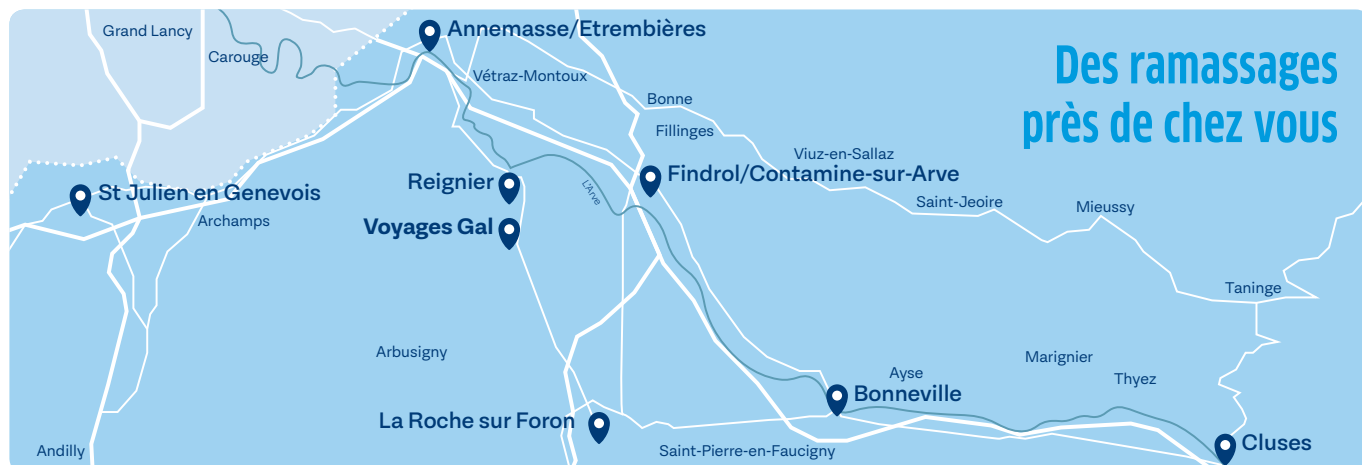 Grand Lancy
Annemasse/Etrembières
Carouge
Des ramassages
près de chez vous
Vétraz-Montoux
Bonne
Fillinges
Viuz-en-Sallaz
Findrol/Contamine-sur-Arve
Reignier
St Julien en Genevois
L'Arve
Saint-Jeoire
Mieussy
Archamps
Voyages Gal
Taninge
Arbusigny
Marignier
Ayse
Thyez
Bonneville
La Roche sur Foron
Andilly
Saint-Pierre-en-Faucigny
Cluses